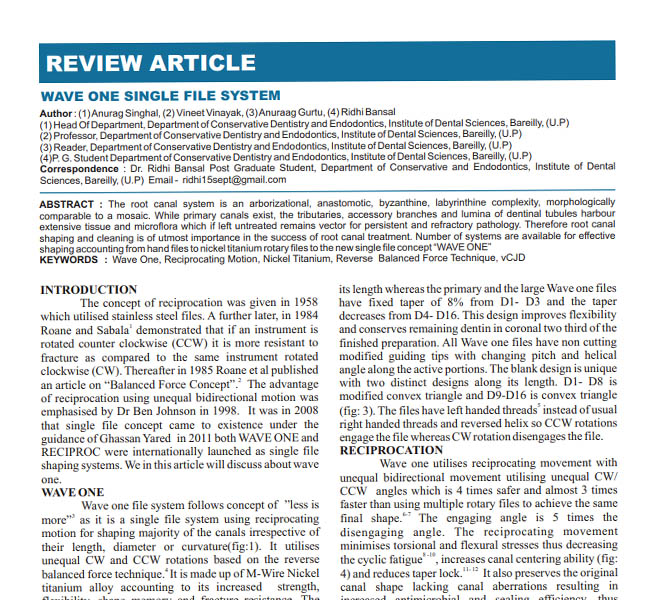 REVIEW ARTICLE
WAVE ONE SINGLE FILE SYSTEM
Author : (1) Anurag Singhal, (2) Vineet Vinayak, (3) Anuraag Gurtu, (4) Ridhi Bansal
(1) Head Of Department, Department of Conservative Dentistry and Endodontics, Institute of Dental Sciences, Bareilly, (U.P)
(2) Professor, Department of Conservative Dentistry and Endodontics, Institute of Dental Sciences, Bareilly, (U.P)
(3) Reader, Department of Conservative Dentistry and Endodontics, Institute of Dental Sciences, Bareilly, (U.P)
(4)P. G. Student Department of Conservative Dentistry and Endodontics, Institute of Dental Sciences, Bareilly, (U.P)
Correspondence : Dr. Ridhi Bansal Post Graduate Student, Department of Conservative and Endodontics, Institute of Dental
Sciences, Bareilly, (U.P) Email - ridhi15sept@gmail.com
ABSTRACT : The root canal system is an arborizational, anastomotic, byzanthine, labyrinthine complexity, morphologically
comparable to a mosaic. While primary canals exist, the tributaries, accessory branches and lumina of dentinal tubules harbour
extensive tissue and microflora which if left untreated remains vector for persistent and refractory pathology. Therefore root canal
shaping and cleaning is of utmost importance in the success of root canal treatment. Number of systems are available for effective
shaping accounting from hand files to nickel titanium rotary files to the new single file concept “WAVE ONE”
KEYWORDS : Wave One, Reciprocating Motion, Nickel Titanium, Reverse Balanced Force Technique, vCJD
INTRODUCTION
The concept of reciprocation was given in 1958
which utilised stainless steel files. A further later, in 1984
Roane and Sabala1 demonstrated that if an instrument is
rotated counter clockwise (CCW) it is more resistant to
fracture as compared to the same instrument rotated
clockwise (CW). Thereafter in 1985 Roane et al published
an article on “Balanced Force Concept”.2 The advantage
of reciprocation using unequal bidirectional motion was
emphasised by Dr Ben Johnson in 1998. It was in 2008
that single file concept came to existence under the
guidance of Ghassan Yared in 2011 both WAVE ONE and
RECIPROC were internationally launched as single file
shaping systems. We in this article will discuss about wave
one.
WAVE ONE
Wave one file system follows concept of ”less is
more”3 as it is a single file system using reciprocating
motion for shaping majority of the canals irrespective of
their length, diameter or curvature(fig:1). It utilises
unequal CW and CCW rotations based on the reverse
balanced force technique.4 It is made up of M-Wire Nickel
titanium alloy accounting to its increased strength,
flexibility, shape memory and fracture resistance. The
its length whereas the primary and the large Wave one files
have fixed taper of 8% from D1- D3 and the taper
decreases from D4- D16. This design improves flexibility
and conserves remaining dentin in coronal two third of the
finished preparation. All Wave one files have non cutting
modified guiding tips with changing pitch and helical
angle along the active portions. The blank design is unique
with two distinct designs along its length. D1- D8 is
modified convex triangle and D9-D16 is convex triangle
(fig: 3). The files have left handed threads5 instead of usual
right handed threads and reversed helix so CCW rotations
engage the file whereas CW rotation disengages the file.
RECIPROCATION
Wave one utilises reciprocating movement with
unequal bidirectional movement utilising unequal CW/
CCW angles which is 4 times safer and almost 3 times
faster than using multiple rotary files to achieve the same
final shape.6-7 The engaging angle is 5 times the
disengaging angle. The reciprocating movement
minimises torsional and flexural stresses thus decreasing
the cyclic fatigue8-10, increases canal centering ability (fig:
4) and reduces taper lock.11-12 It also preserves the original
canal shape lacking canal aberrations resulting in
increased antimicrobial and sealing efficiency, thus